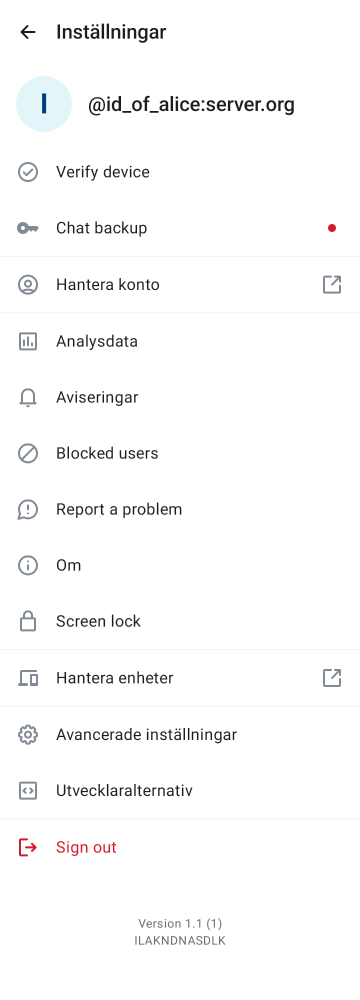 Inställningar
I
@id_of_alice:server.org
Verify device
Chat backup
Hantera konto
Analysdata
Aviseringar
Blocked users
Report a problem
Om
Screen lock
Hantera enheter
Avancerade inställningar
Utvecklaralternativ
Sign out
Version 1.1 (1)
ILAKNDNASDLK